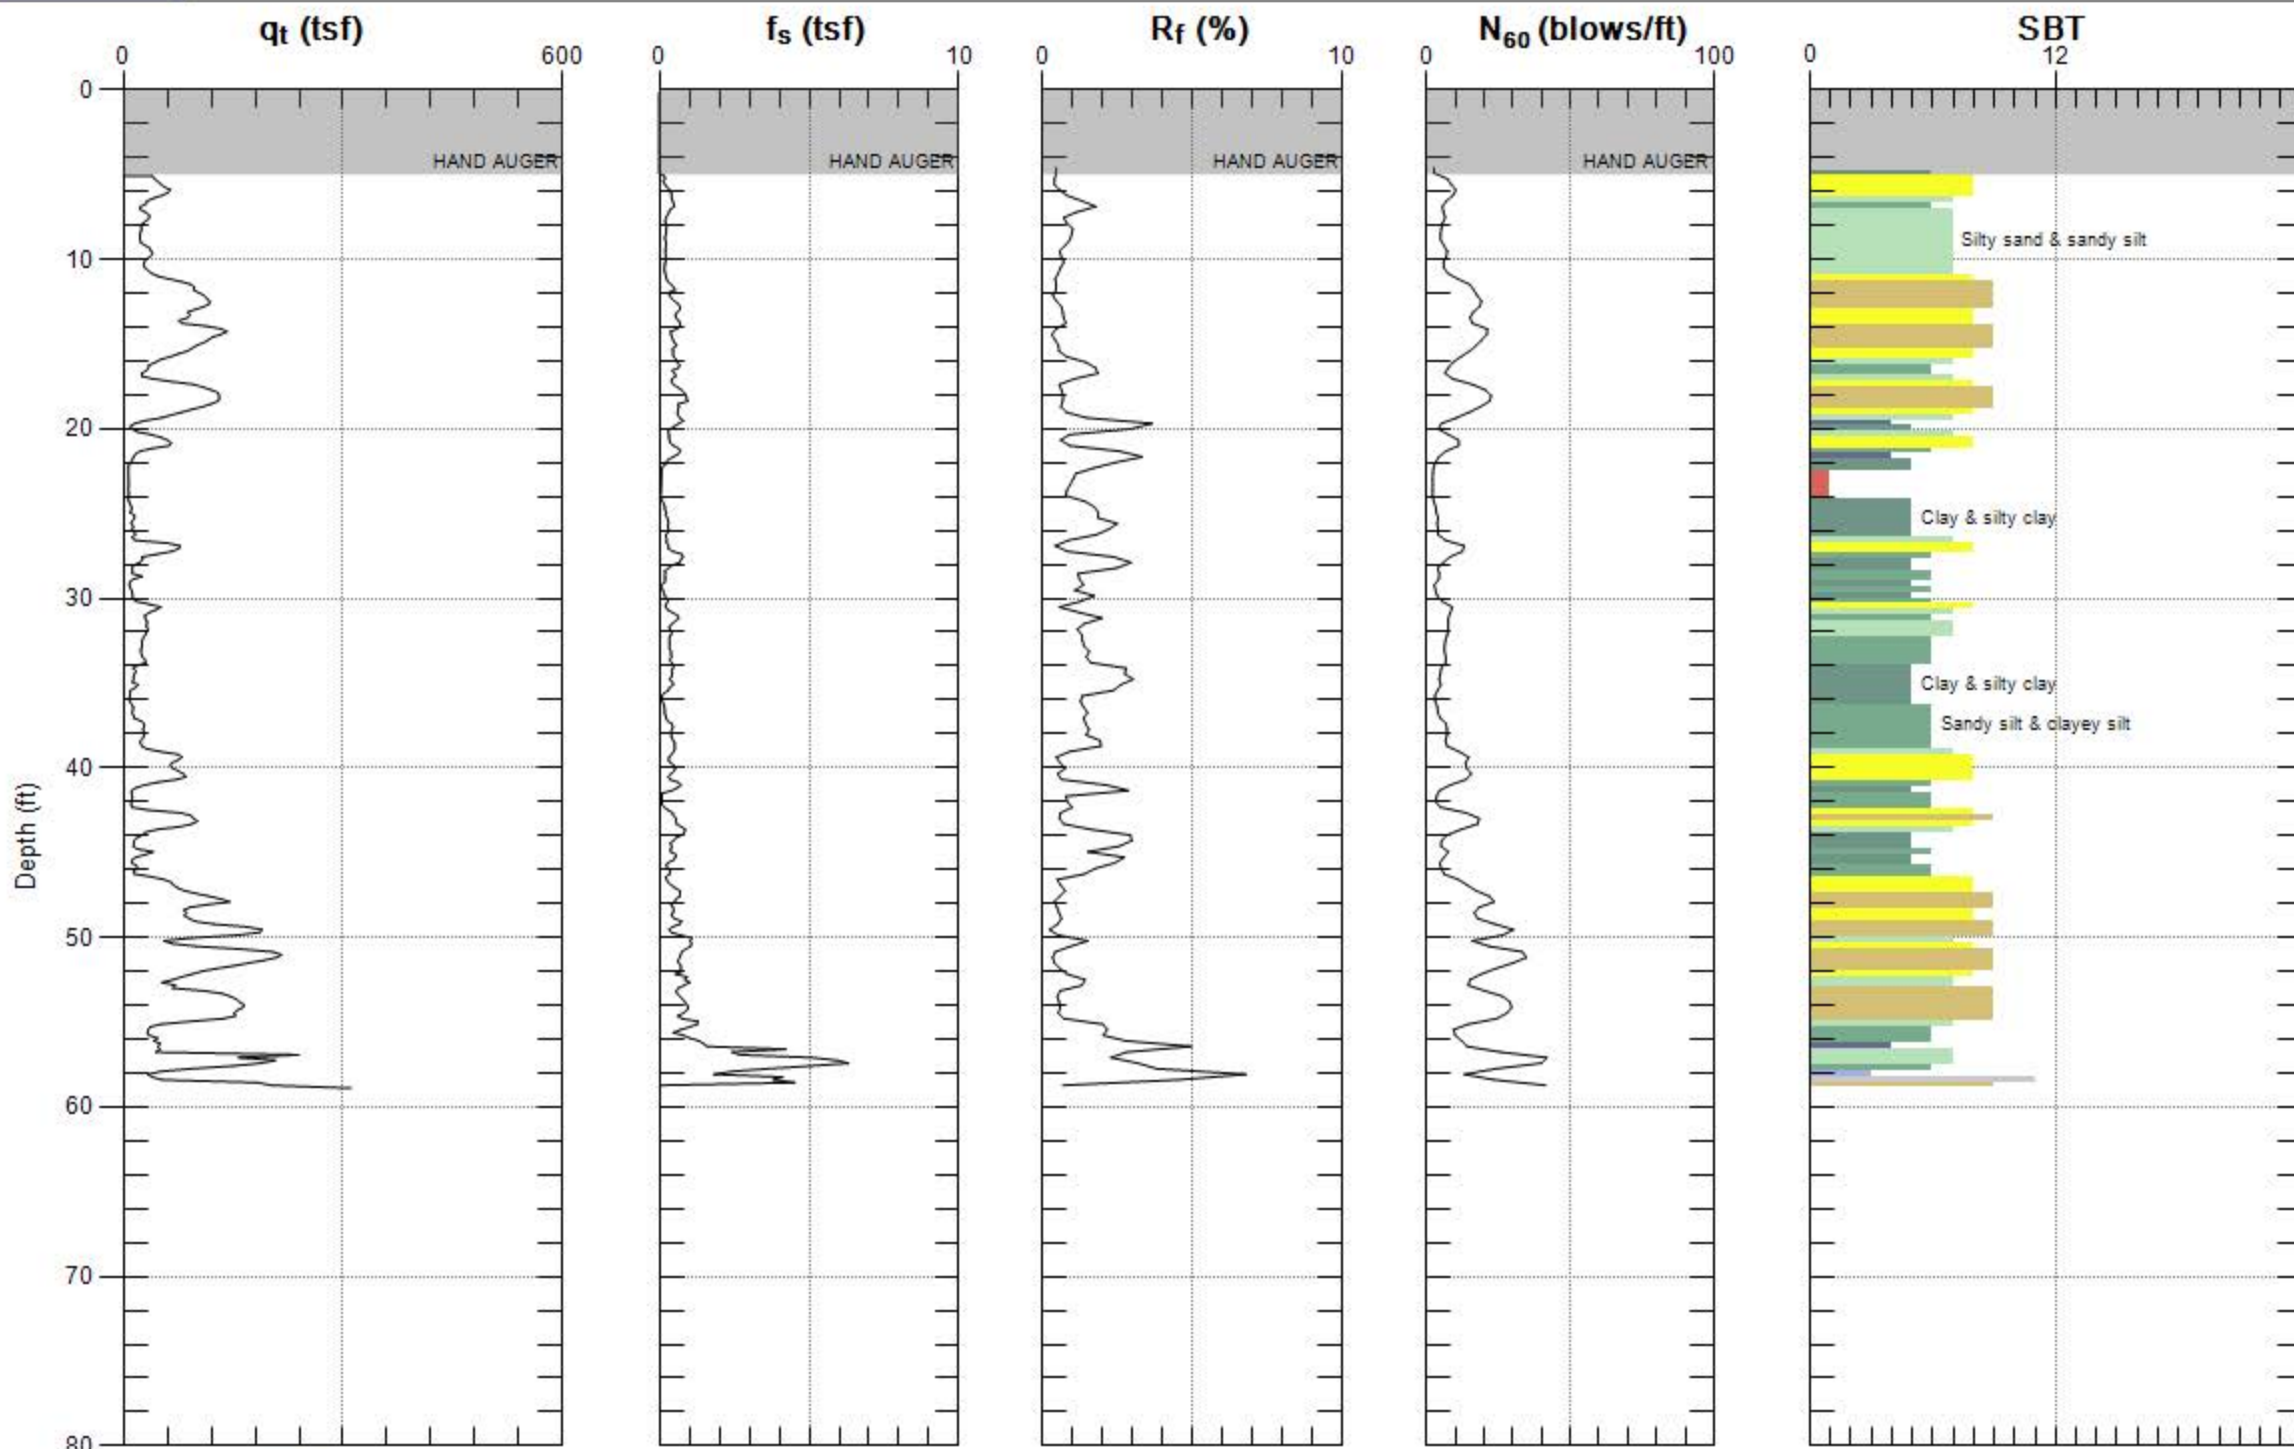 qt (tsf) fs (tsf) Rf (%) N60 (blows/ft) SBT
0 600 0 10 0 10 0 100 0 12
0
HAND AUGER HAND AUGER HAND AUGER HAND AUGER
Silty sand & sandy silt
10
20
Clay & silty clay
30
Clay & silty clay
Sandy silt & clayey silt
40
Depth (ft)
50
60
70
80